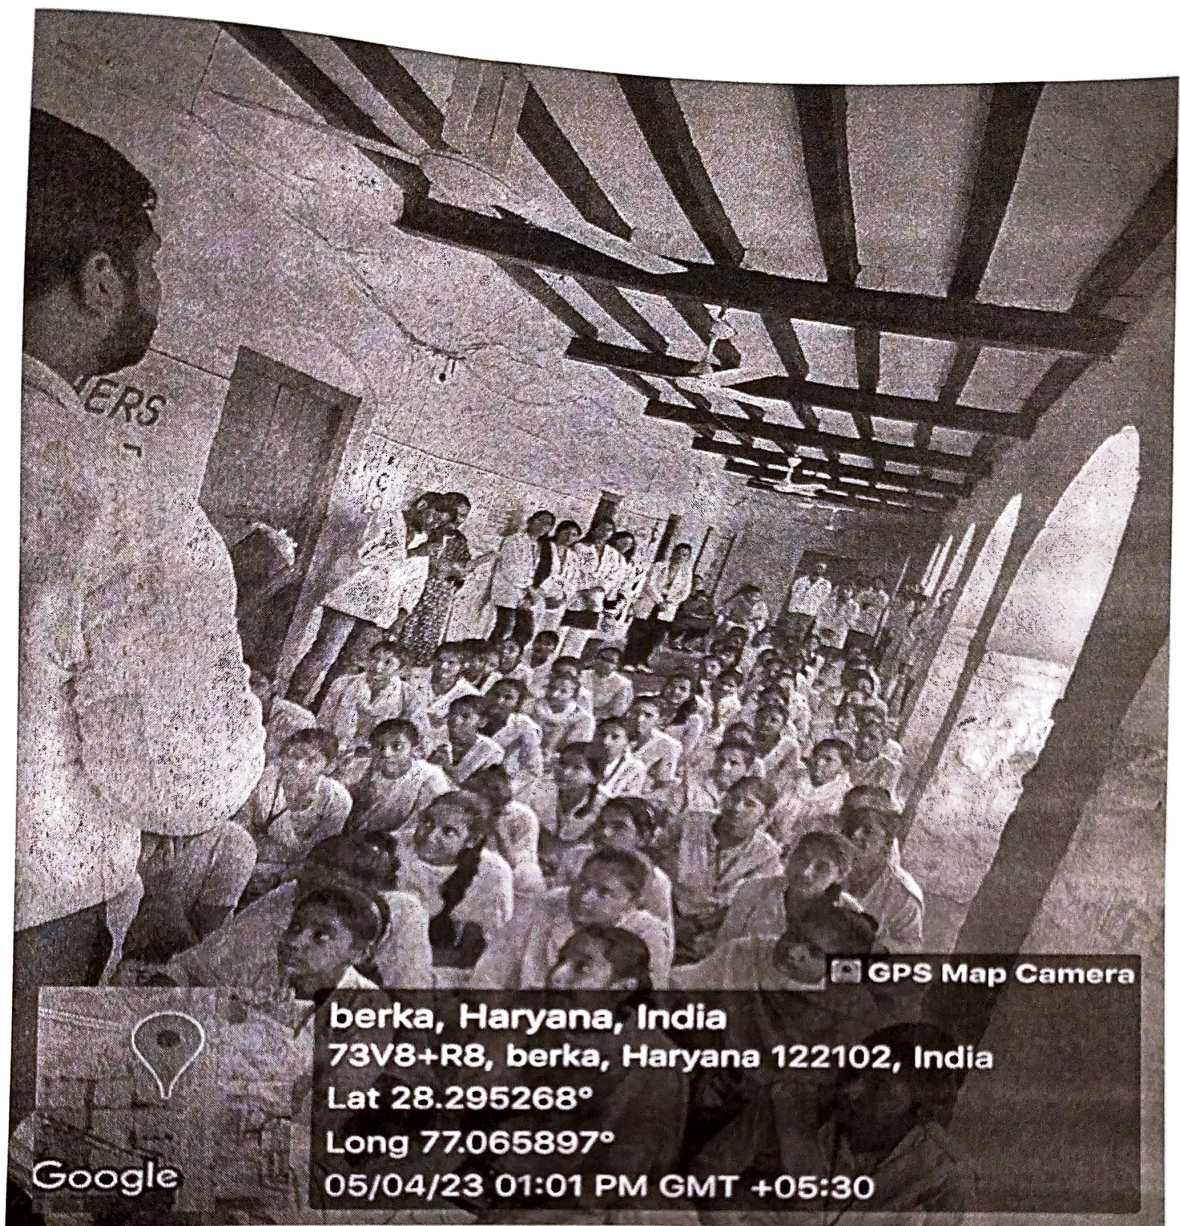 ERS
GPS Map Camera
berka, Haryana, India
73V8+R8, berka, Haryana 122102, India
Lat 28.295268°
Long 77.065897°
05/04/23 01:01 PM GMT +05:30
Google